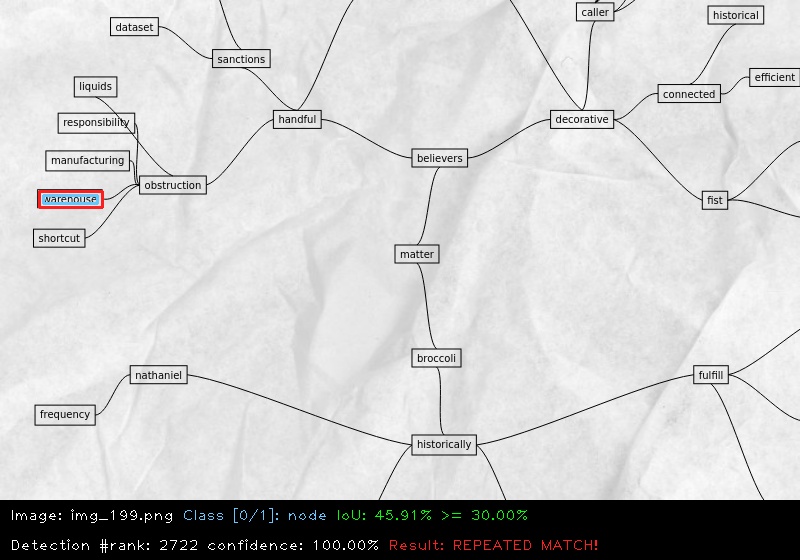 caller
historical
dataset
sanctions
efficient
liquids
connected
responsibility
handful
decorative
manufacturing
believers
obstruction
warehouse
fist
shortcut
matter
broccoli
nathaniel
fulfill
frequency
historically
Image: img_199.png Class [0/1]: node IoU: 45.91% >= 30.00%
Detection #rank: 2722 confidence: 100.00% Result: REPEATED MATCH!